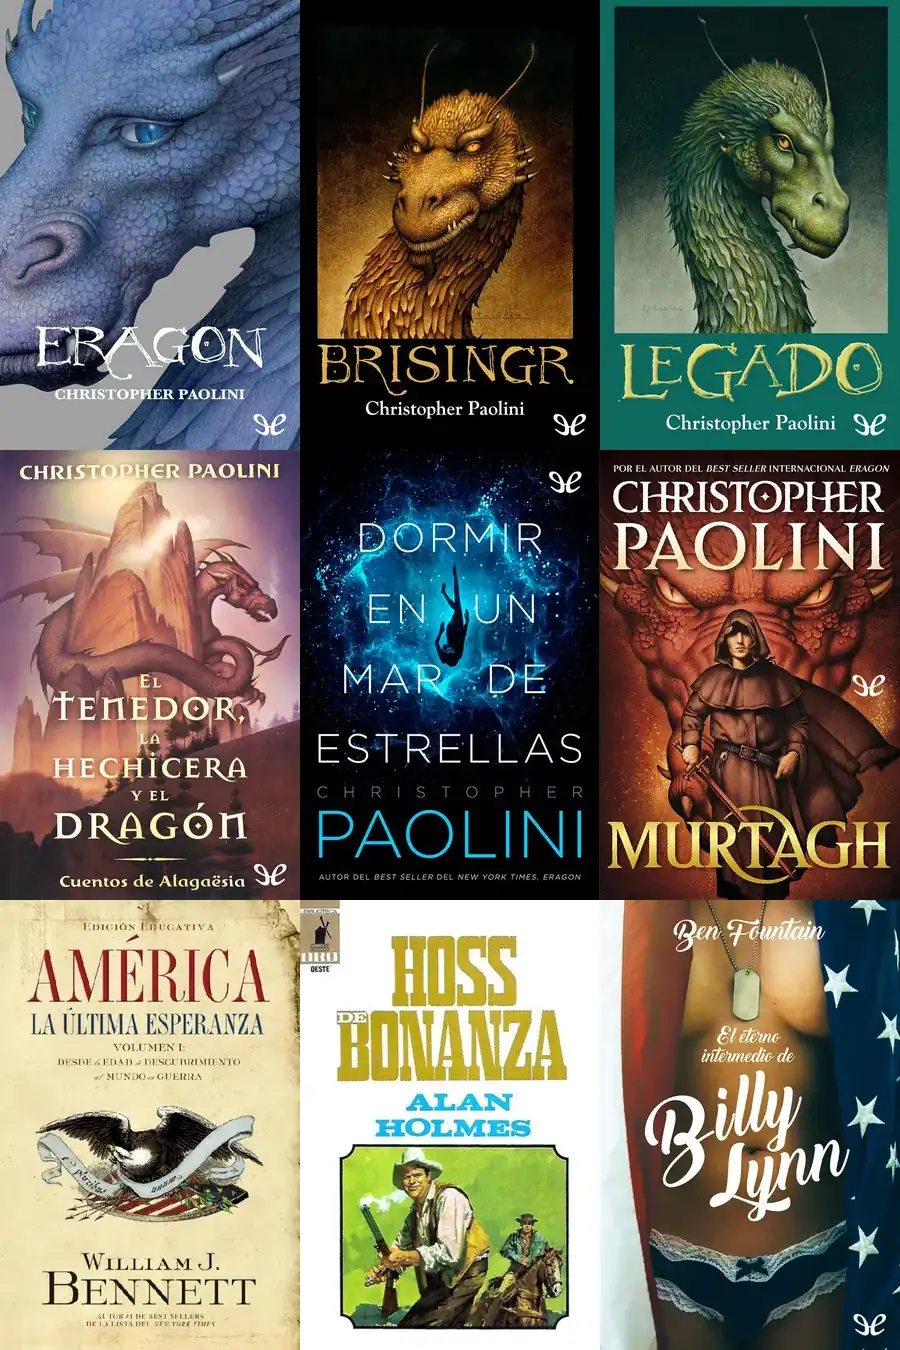 ERAGON
CHRISTOPHER PAOLINI
BRISINGR
Christopher Paolini
LEGADO
Christopher Paolini
CHRISTOPHER PAOLINI
EL
TENEDOR,
LA
HECHICERA
Y EL
DRAGÓN
Cuentos de Alagaësia
DORMIR
EN UN
MAR DE
ESTRELLAS
CHRISTOPHER
PAOLINI
AUTOR DEL BEST SELLER DEL NEW YORK TIMES, ERAGON
POR EL AUTOR DEL BEST SELLER INTERNACIONAL ERAGON
CHRISTOPHER
PAOLINI
MURTAGH
EDICIÓN EDUCATIVA
AMÉRICA
LA ÚLTIMA ESPERANZA
VOLUMEN I:
DESDE la EDAD de DESCUBRIMIENTO
al MUNDO en GUERRA
WILLIAM J.
BENNETT
AUTOR #1 DE BEST SELLERS
DE LA LISTA DEL NEW YORK TIMES
BIBLIOTECA
ORO
OESTE
HOSS
DE
BONANZA
ALAN
HOLMES
Ben Fountain
El eterno
intermedio de
Billy
Lynn